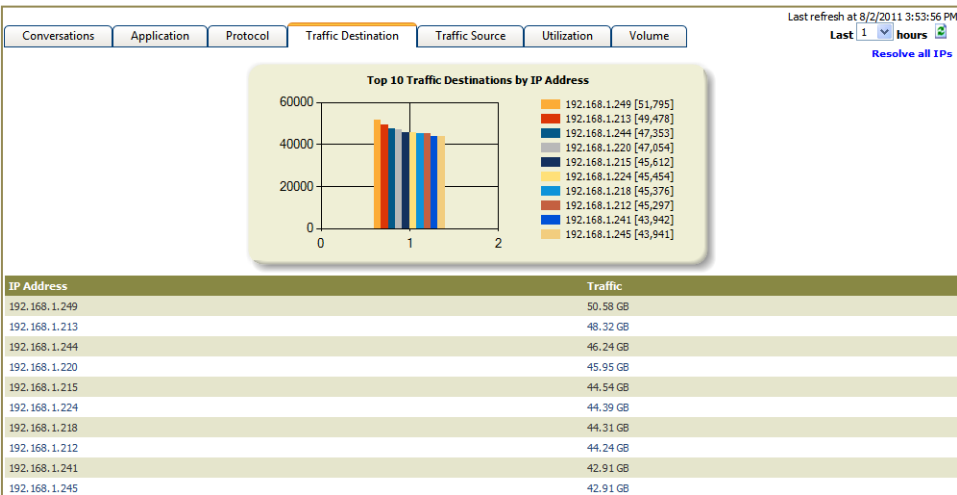 Last refresh at 8/2/2011 3:53:56 PM
Conversations Application Protocol Traffic Destination Traffic Source Utilization Volume
Last 1 hours
Resolve all IPs
Top 10 Traffic Destinations by IP Address
60000
40000
20000
0
0 1 2
192.168.1.249 [51,795]
192.168.1.213 [49,478]
192.168.1.244 [47,353]
192.168.1.220 [47,054]
192.168.1.215 [45,612]
192.168.1.224 [45,454]
192.168.1.218 [45,376]
192.168.1.212 [45,297]
192.168.1.241 [43,942]
192.168.1.245 [43,941]
IP Address Traffic
192.168.1.249 50.58 GB
192.168.1.213 48.32 GB
192.168.1.244 46.24 GB
192.168.1.220 45.95 GB
192.168.1.215 44.54 GB
192.168.1.224 44.39 GB
192.168.1.218 44.31 GB
192.168.1.212 44.24 GB
192.168.1.241 42.91 GB
192.168.1.245 42.91 GB